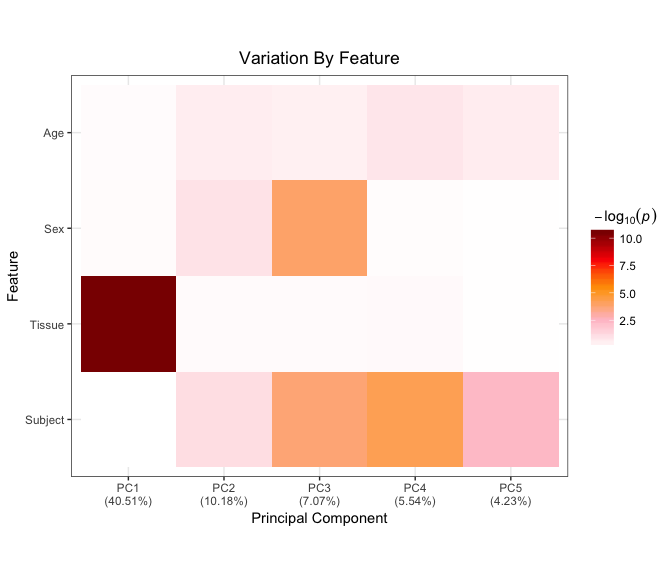 Variation By Feature
Feature
Age
Sex
Tissue
Subject
PC1
(40.51%)
PC2
(10.18%)
PC3
(7.07%)
PC4
(5.54%)
PC5
(4.23%)
Principal Component
−log₁₀(p)
10.0
7.5
5.0
2.5